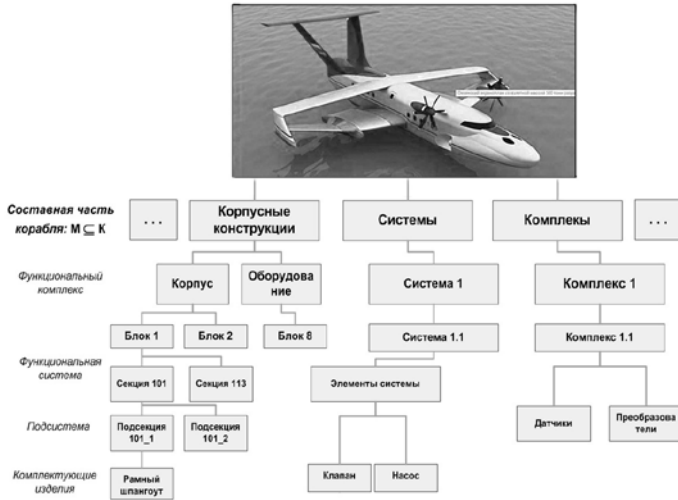 Составная часть
корабля: М ⊆ К
...
Корпусные
конструкции
Системы
Комплекы
...
Функциональный
комплекс
Корпус
Оборудова
ние
Система 1
Комплекс 1
Блок 1
Блок 2
Блок 8
Система 1.1
Комплекс 1.1
Функциональная
система
Секция 101
Секция 113
Элементы системы
Подсистема
Подсекция
101_1
Подсекция
101_2
Датчики
Преобразова
тели
Комплектующие
изделия
Рамный
шпангоут
Клапан
Насос